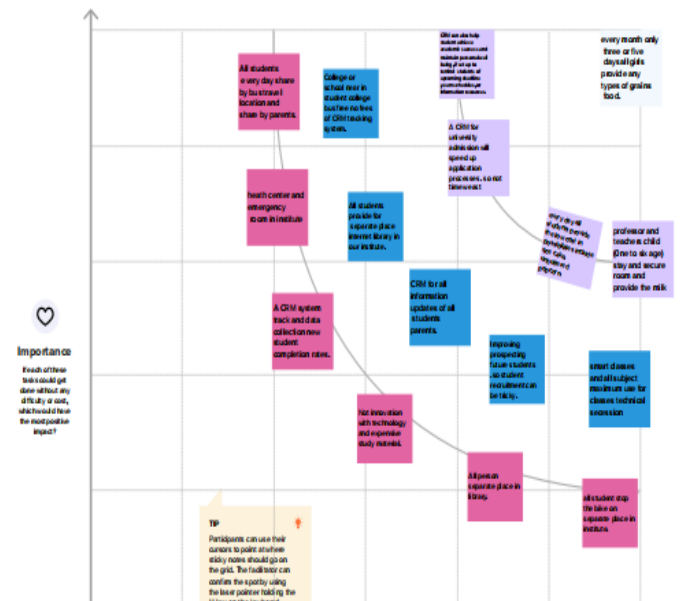 All students
every day share
by bus travel
location and
share by parents.
College or
school near in
student college
bus free no fees
of CRM tracking
system.
A CRM for
university
admission will
speed up
application
processes. so not
time weast
every month only
three or five
days all girls
provide any
types of grains
food.
heath center and
emergency
room in institute
All students
provide for
separate place
internet library in
our institute.
professor and
teachers child
(One to six age)
stay and secure
room and
provide the milk
CRM for all
information
updates of all
students
parents.
A CRM system
track and data
collection new
student
completion rates.
Improving
prospecting
future students
. so student
recruitment can
be tricky.
smart classes
and all subject
maximum use for
classes technical
secession
Importance
If each of these
tasks could get
done without any
difficulty or cost,
which would have
the most positive
impact?
hot innovation
with technology
and expensive
study material.
All person
separate place in
library.
all student stop
the bike on
separate place in
institute.
TIP
Participants can use their
cursors to point at where
sticky notes should go on
the grid. The facilitator can
confirm the spot by using
the laser pointer holding the